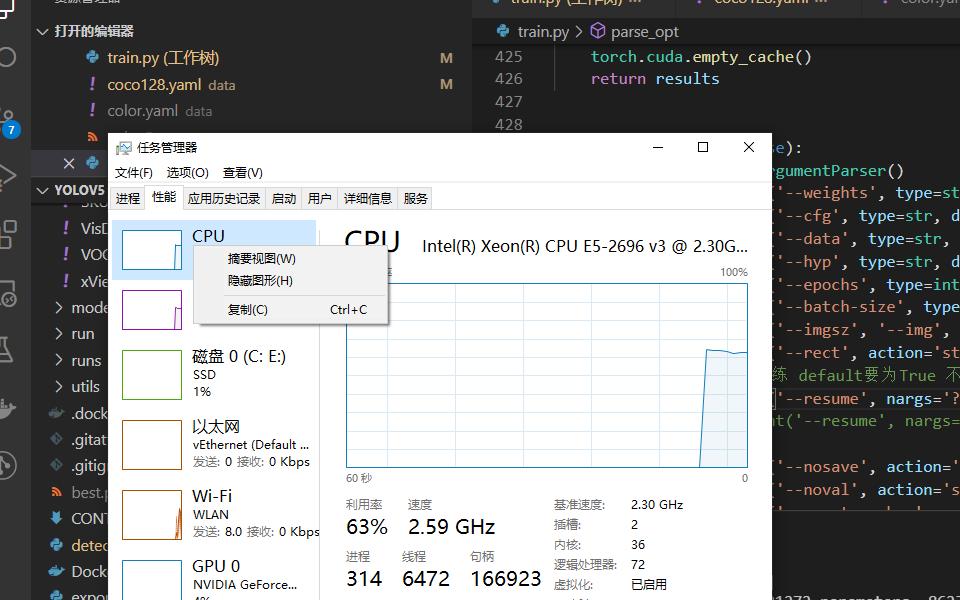 打开的编辑器
train.py (工作树) M
coco128.yaml data M
color.yaml data
7
YOLOV5
VisD
VOC
xVie
mode
run
runs
utils
.dock
.gitat
.gitig
best.p
CONT
detec
Docke
expor
train.py > parse_opt
425 torch.cuda.empty_cache()
426 return results
427
428
se):
rgumentParser()
'--weights', type=st
'--cfg', type=str, d
'--data', type=str,
'--hyp', type=str, d
'--epochs', type=int
'--batch-size', type
'--imgsz', '--img',
'--rect', action='st
练 default要为True 不
'--resume', nargs='?
nt('--resume', nargs=
'--nosave', action='
'--noval', action='s
任务管理器
文件(F) 选项(O) 查看(V)
进程 性能 应用历史记录 启动 用户 详细信息 服务
CPU
摘要视图(W)
隐藏图形(H)
复制(C) Ctrl+C
磁盘 0 (C: E:)
SSD
1%
以太网
vEthernet (Default ...
发送: 0 接收: 0 Kbps
Wi-Fi
WLAN
发送: 8.0 接收: 0 Kbps
GPU 0
NVIDIA GeForce...
CPU Intel(R) Xeon(R) CPU E5-2696 v3 @ 2.30G...
100%
60 秒 0
利用率 速度
63% 2.59 GHz
进程 线程 句柄
314 6472 166923
基准速度: 2.30 GHz
插槽: 2
内核: 36
逻辑处理器: 72
虚拟化: 已启用